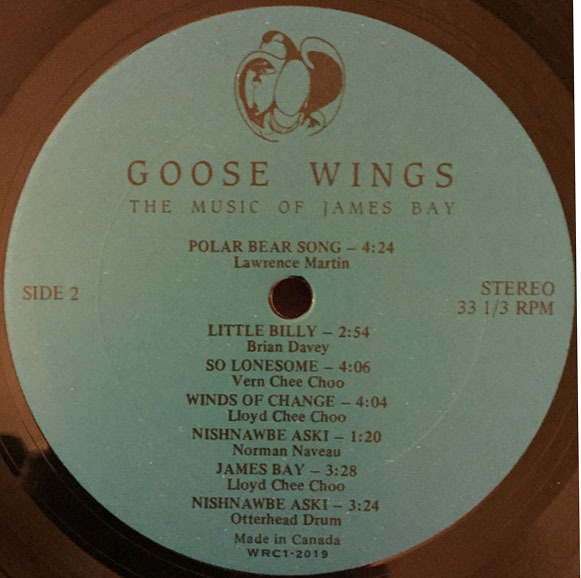 GOOSE WINGS
THE MUSIC OF JAMES BAY
POLAR BEAR SONG – 4:24
Lawrence Martin
SIDE 2
STEREO
33 1/3 RPM
LITTLE BILLY – 2:54
Brian Davey
SO LONESOME – 4:06
Vern Chee Choo
WINDS OF CHANGE – 4:04
Lloyd Chee Choo
NISHNAWBE ASKI – 1:20
Norman Naveau
JAMES BAY – 3:28
Lloyd Chee Choo
NISHNAWBE ASKI – 3:24
Otterhead Drum
Made in Canada
WRC1-2019